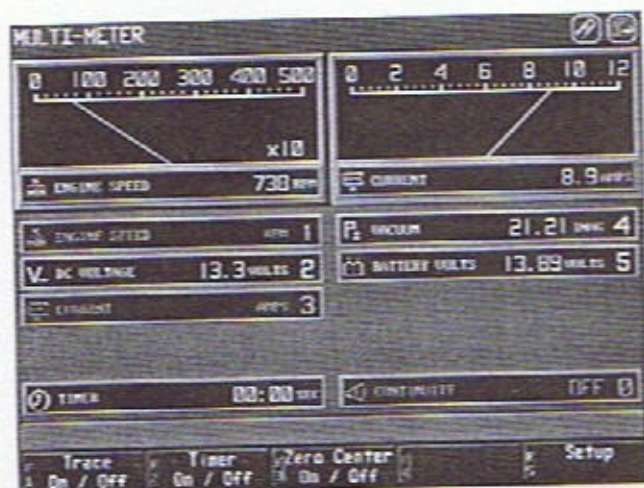 MULTI-METER
0 100 200 300 400 500
x10
ENGINE SPEED 738 RPM
0 2 4 6 8 10 12
CURRENT 8.9 AMPS
ENGINE SPEED RPM 1
V DC VOLTAGE 13.3 VOLTS 2
CURRENT AMPS 3
P VACUUM 21.21 INHG 4
BATTERY VOLTS 13.89 VOLTS 5
TIMER 00:00 SEC
CONTINUITY OFF 0
Trace On / Off
Timer On / Off
Zero Center On / Off
Setup